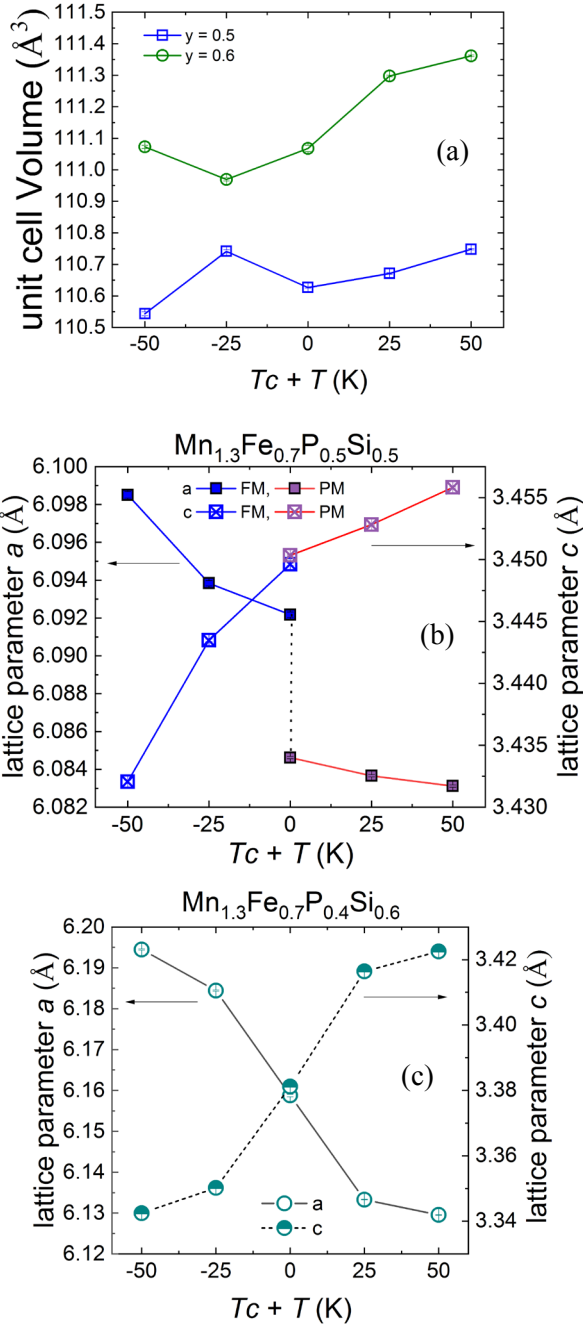 unit cell Volume (Å³)
111.5
111.4
111.3
111.2
111.1
111.0
110.9
110.8
110.7
110.6
110.5
y = 0.5
y = 0.6
(a)
-50 -25 0 25 50
Tc + T (K)
Mn1.3Fe0.7P0.5Si0.5
lattice parameter a (Å)
6.100
6.098
6.096
6.094
6.092
6.090
6.086
6.084
6.082
a FM, PM
c FM, PM
(b)
3.455
3.450
3.445
3.440
3.435
3.430
lattice parameter c (Å)
-50 -25 0 25 50
Tc + T (K)
Mn1.3Fe0.7P0.4Si0.6
lattice parameter a (Å)
6.20
6.19
6.18
6.17
6.16
6.15
6.14
6.13
6.12
(c)
a
c
3.42
3.40
3.38
3.36
3.34
lattice parameter c (Å)
-50 -25 0 25 50
Tc + T (K)